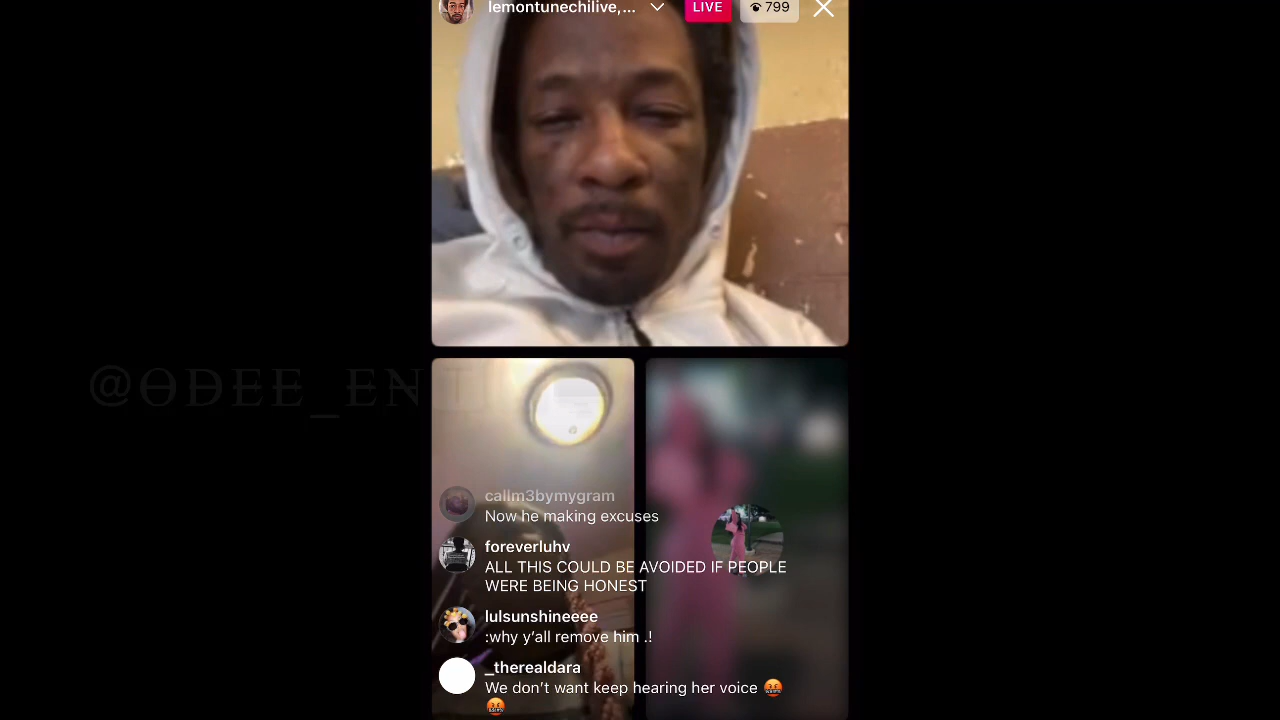 lemontunechilive,...
LIVE
799
@ODEE_ENT
callm3bymygram
Now he making excuses
foreverluhv
ALL THIS COULD BE AVOIDED IF PEOPLE
WERE BEING HONEST
lulsunshineeee
:why y’all remove him .!
_therealdara
We don’t want keep hearing her voice 🤬
🤬